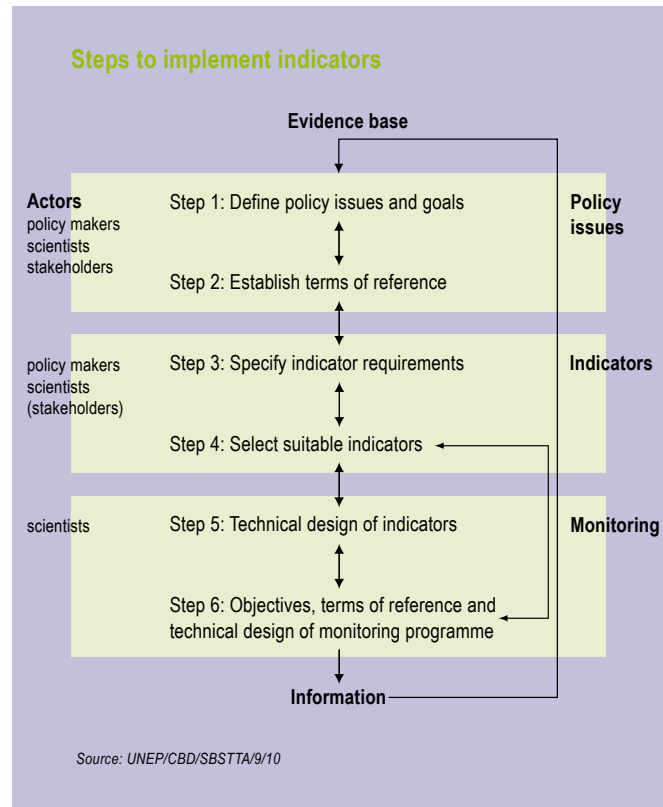 Steps to implement indicators
Evidence base
Actors
policy makers
scientists
stakeholders
Step 1: Define policy issues and goals
Step 2: Establish terms of reference
Policy
issues
policy makers
scientists
(stakeholders)
Step 3: Specify indicator requirements
Step 4: Select suitable indicators
Indicators
scientists
Step 5: Technical design of indicators
Step 6: Objectives, terms of reference and
technical design of monitoring programme
Monitoring
Information
Source: UNEP/CBD/SBSTTA/9/10